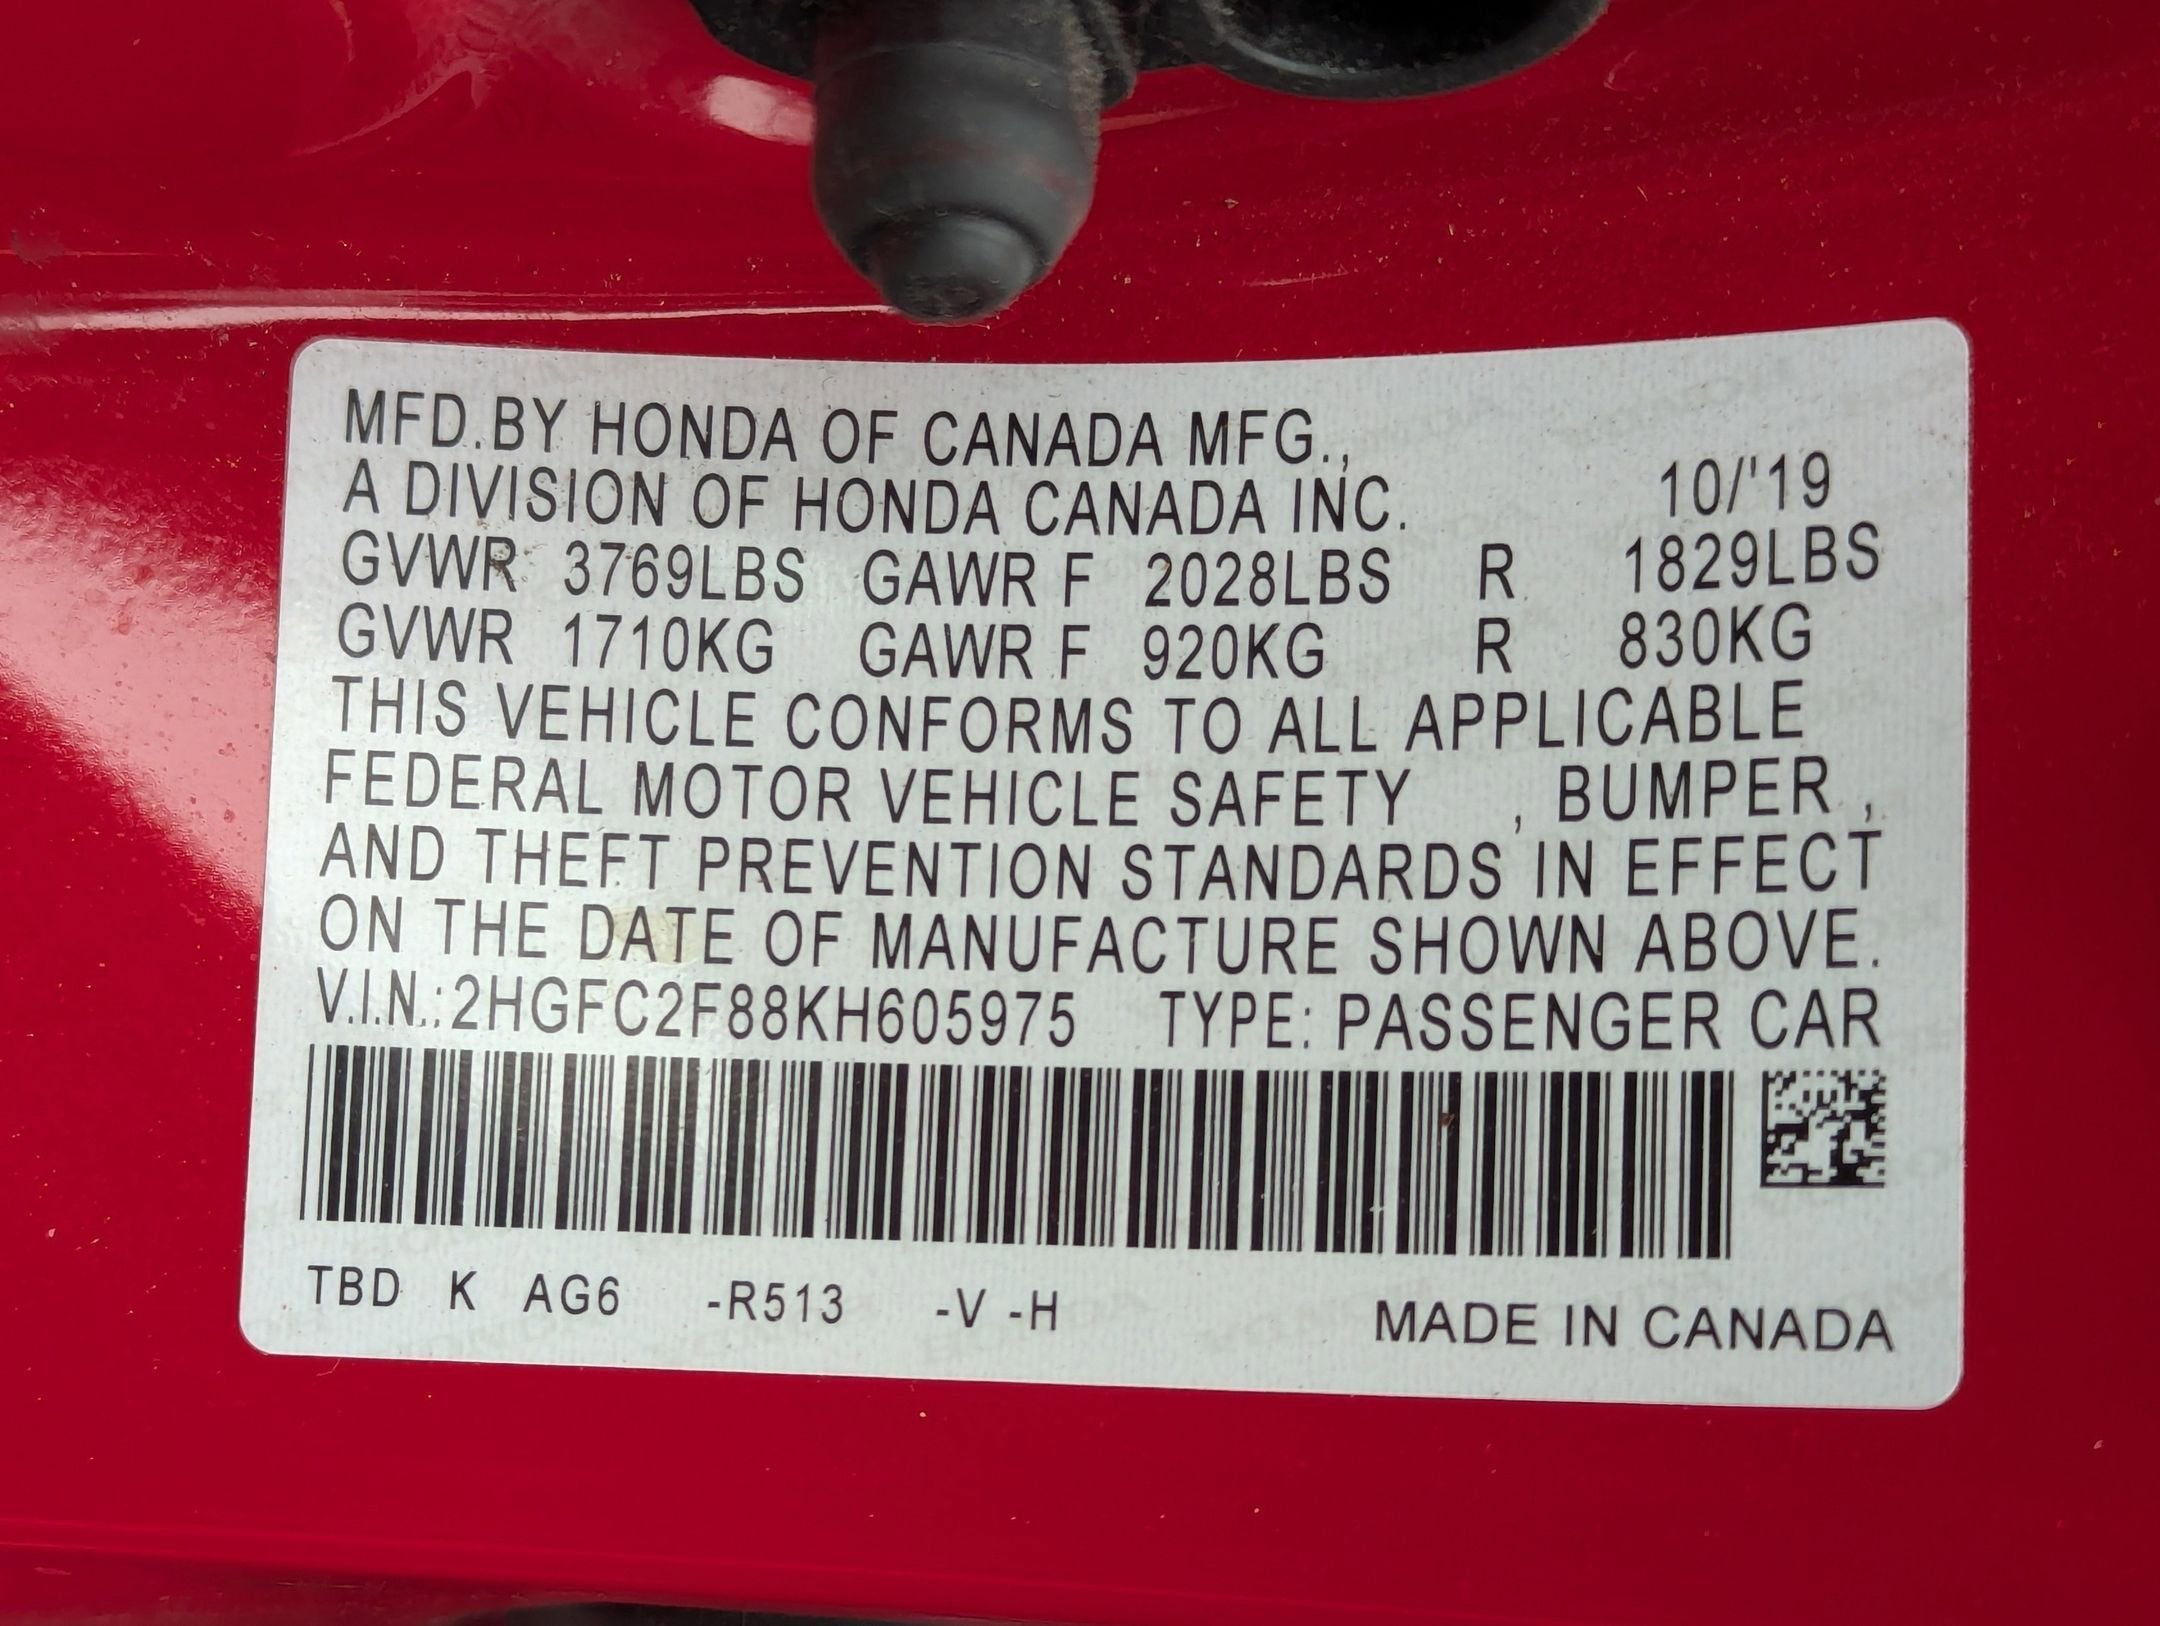 MFD.BY HONDA OF CANADA MFG.,
A DIVISION OF HONDA CANADA INC. 10/'19
GVWR 3769LBS GAWR F 2028LBS R 1829LBS
GVWR 1710KG GAWR F 920KG R 830KG
THIS VEHICLE CONFORMS TO ALL APPLICABLE
FEDERAL MOTOR VEHICLE SAFETY , BUMPER ,
AND THEFT PREVENTION STANDARDS IN EFFECT
ON THE DATE OF MANUFACTURE SHOWN ABOVE.
V.I.N.:2HGFC2F88KH605975 TYPE: PASSENGER CAR
TBD K AG6 -R513 -V -H
MADE IN CANADA